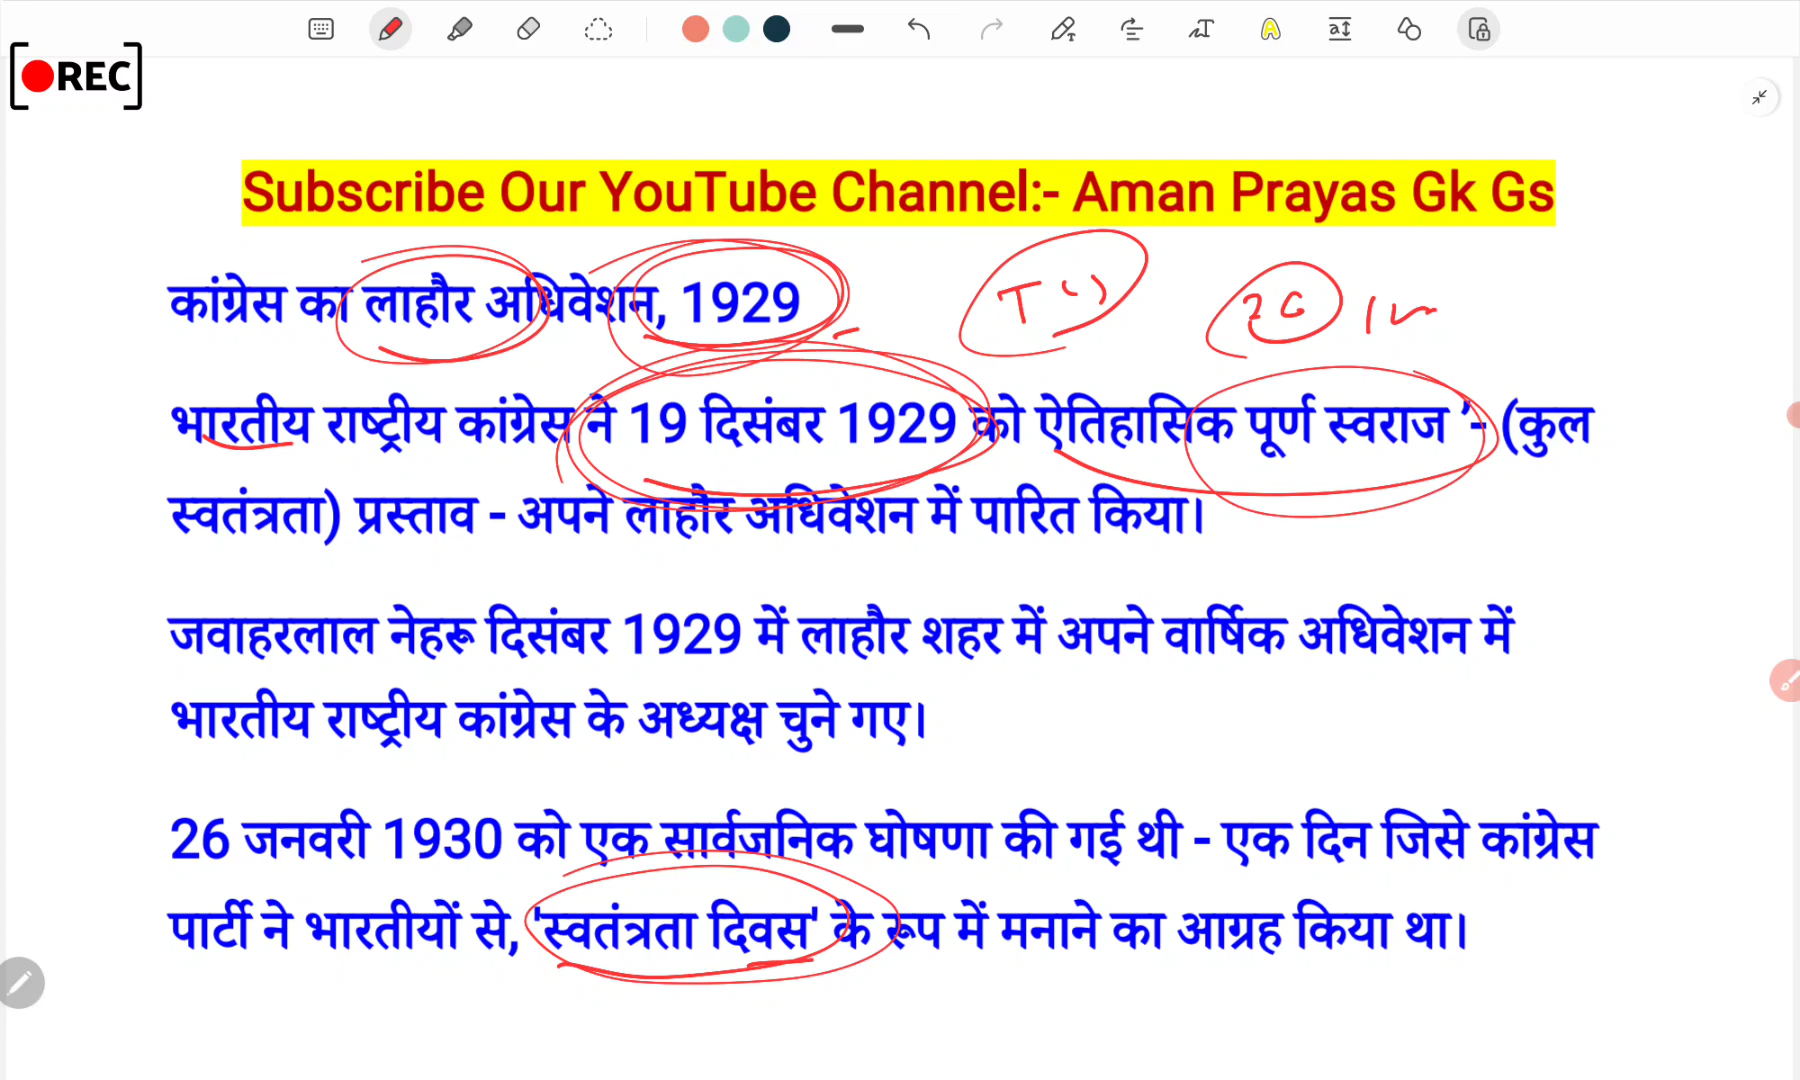 REC
Subscribe Our YouTube Channel:- Aman Prayas Gk Gs
कांग्रेस का लाहौर अधिवेशन, 1929
26
भारतीय राष्ट्रीय कांग्रेस ने 19 दिसंबर 1929 को ऐतिहासिक पूर्ण स्वराज ’- (कुल
स्वतंत्रता) प्रस्ताव - अपने लाहौर अधिवेशन में पारित किया।
जवाहरलाल नेहरू दिसंबर 1929 में लाहौर शहर में अपने वार्षिक अधिवेशन में
भारतीय राष्ट्रीय कांग्रेस के अध्यक्ष चुने गए।
26 जनवरी 1930 को एक सार्वजनिक घोषणा की गई थी - एक दिन जिसे कांग्रेस
पार्टी ने भारतीयों से, 'स्वतंत्रता दिवस' के रूप में मनाने का आग्रह किया था।